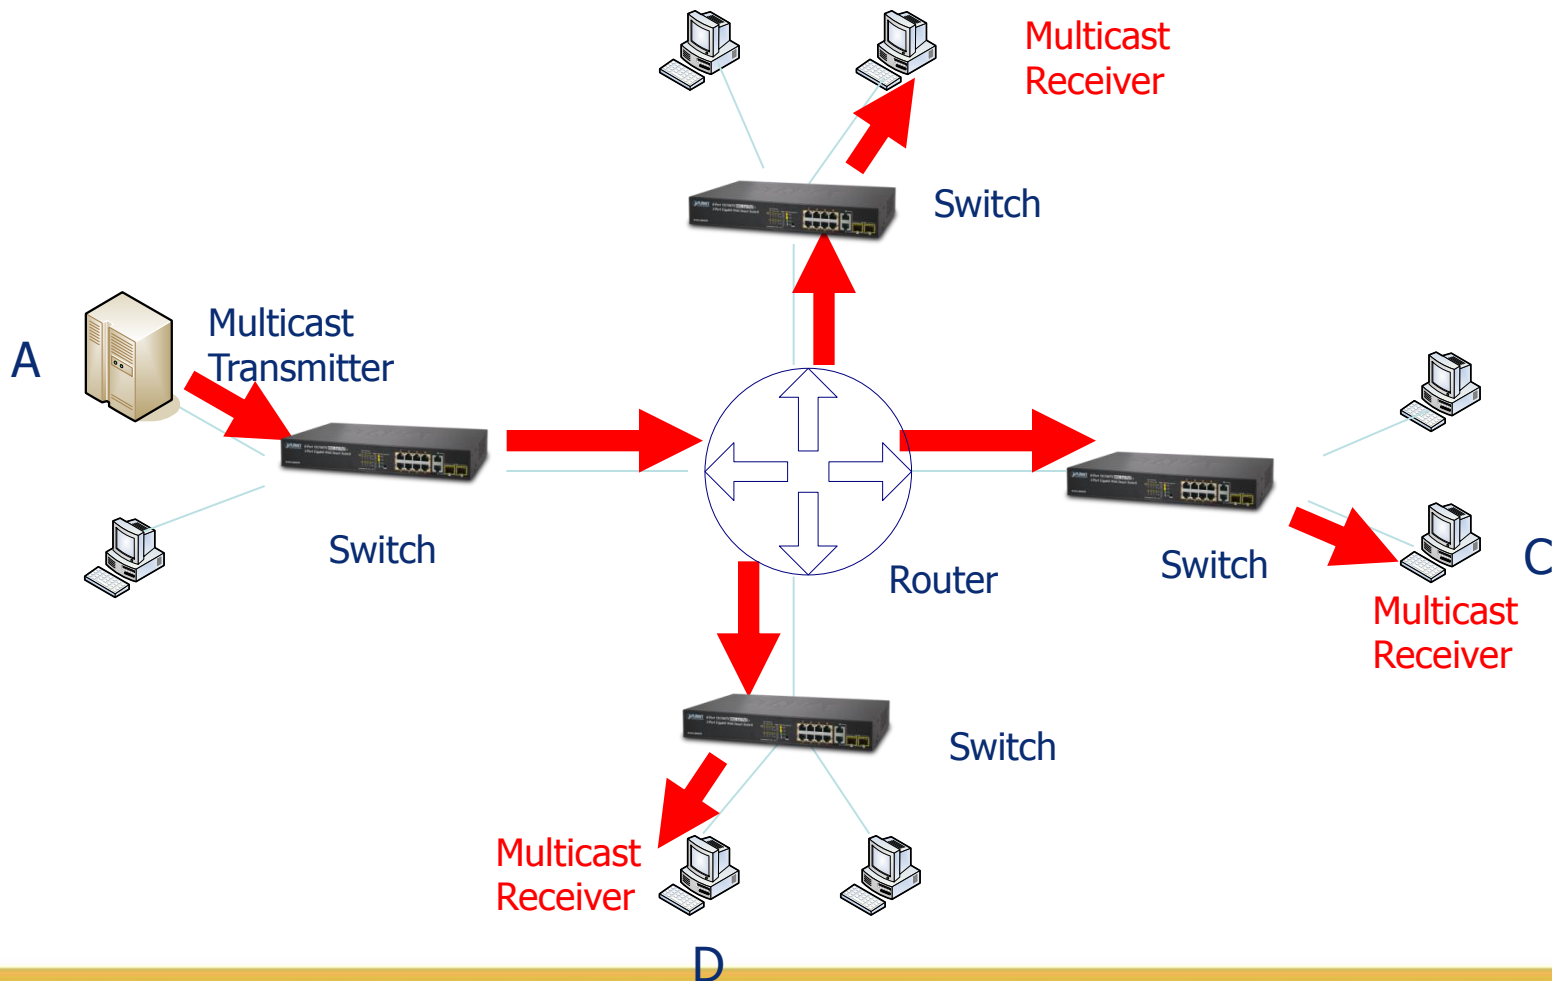 Multicast
Receiver
Switch
A
Multicast
Transmitter
Switch
Router
Switch
C
Multicast
Receiver
Switch
Multicast
Receiver
D